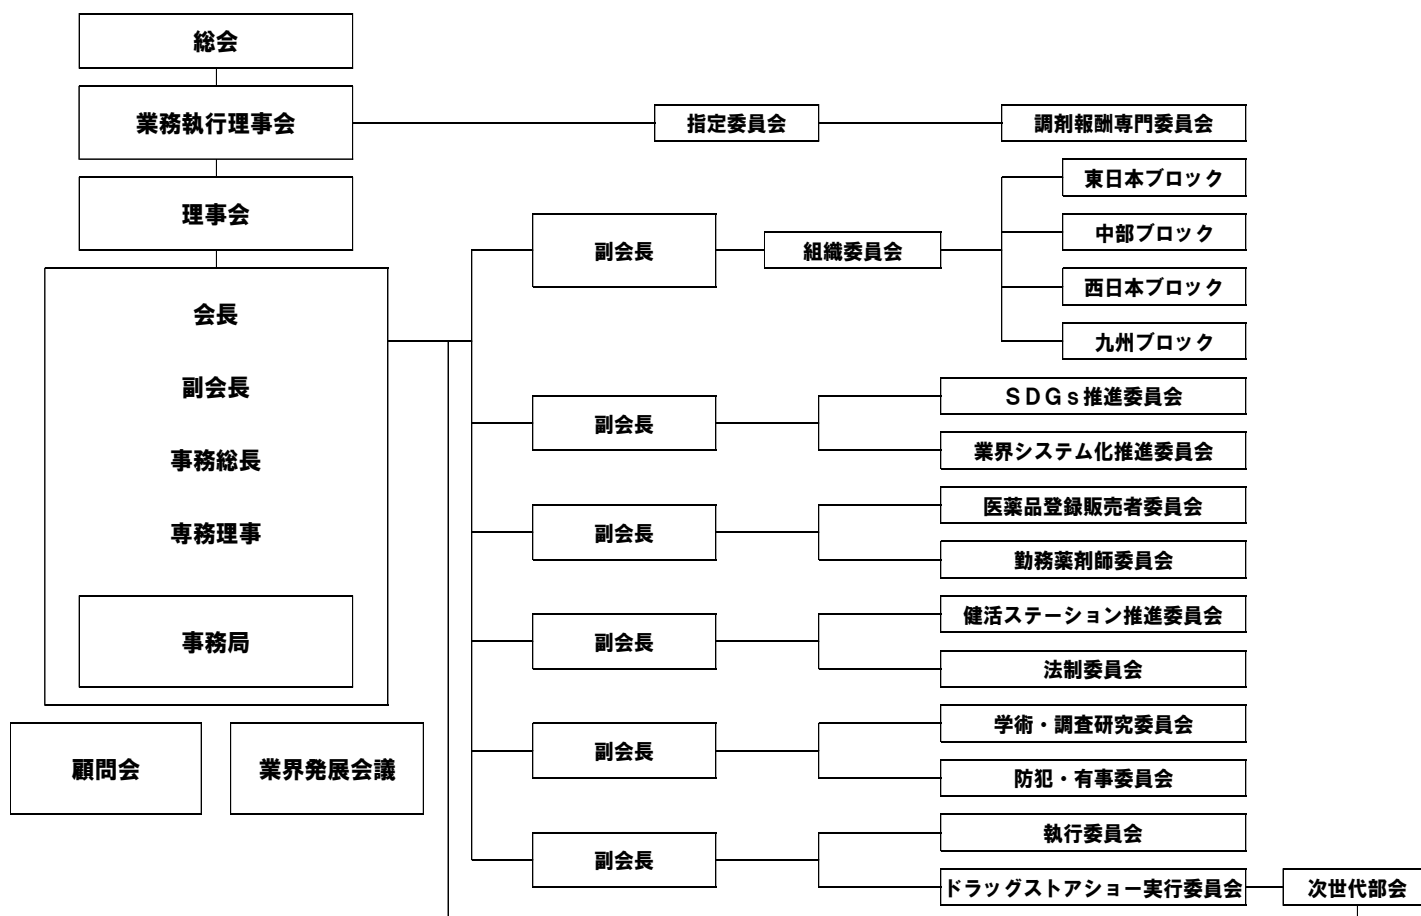 総会
業務執行理事会
指定委員会
調剤報酬専門委員会
理事会
会長
副会長
事務総長
専務理事
事務局
顧問会
業界発展会議
副会長
組織委員会
東日本ブロック
中部ブロック
西日本ブロック
九州ブロック
副会長
ＳＤＧｓ推進委員会
業界システム化推進委員会
副会長
医薬品登録販売者委員会
勤務薬剤師委員会
副会長
健活ステーション推進委員会
法制委員会
副会長
学術・調査研究委員会
防犯・有事委員会
副会長
執行委員会
ドラッグストアショー実行委員会
次世代部会